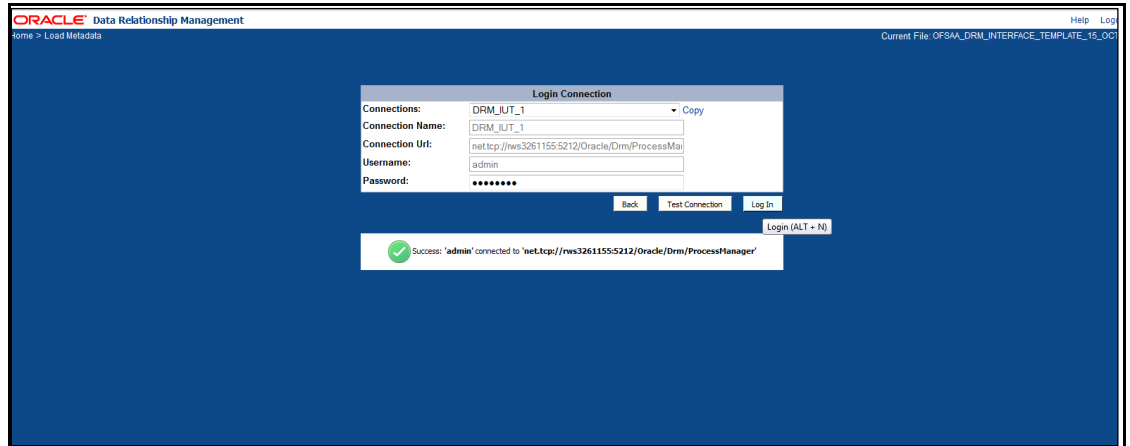 ORACLE Data Relationship Management
Help
Home > Load Metadata
Current File: OFSAA_DRM_INTERFACE_TEMPLATE_15_OCT
Login Connection
Connections: DRM_IUT_1 Copy
Connection Name: DRM_IUT_1
Connection Url: net.tcp://rws3261155:5212/Oracle/Drm/ProcessMa
Username: admin
Password: ••••••••
Back Test Connection Log In
Login (ALT + N)
Success: 'admin' connected to 'net.tcp://rws3261155:5212/Oracle/Drm/ProcessManager'